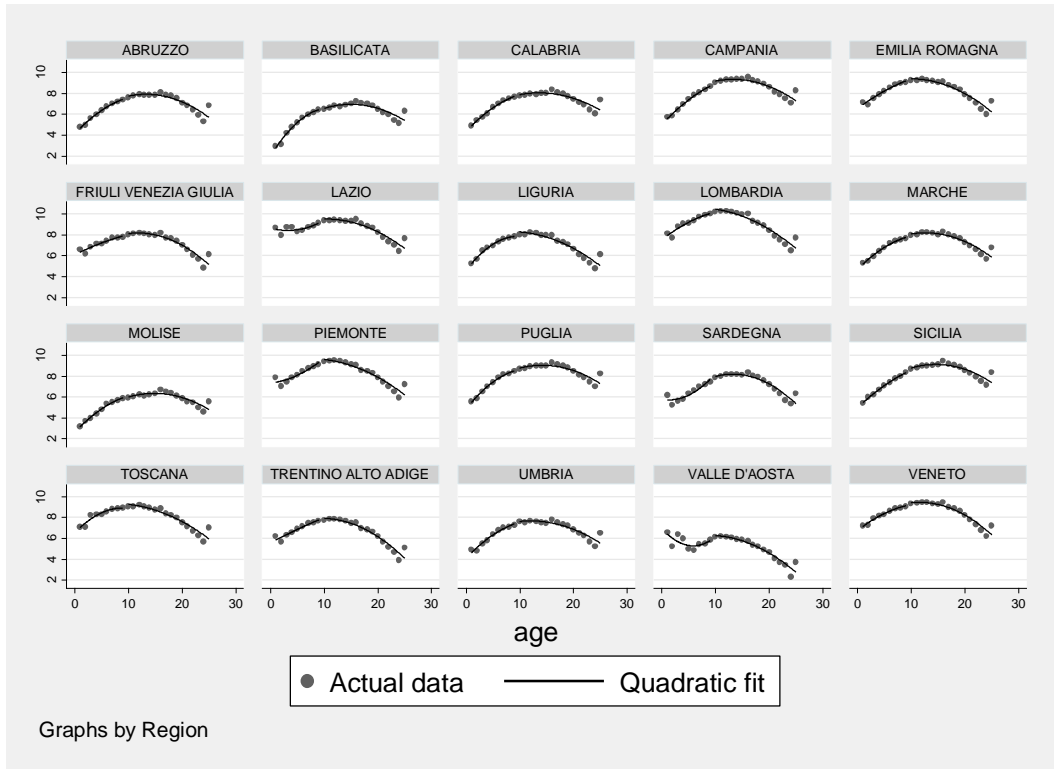 ABRUZZO BASILICATA CALABRIA CAMPANIA EMILIA ROMAGNA
10
8
6
4
2
FRIULI VENEZIA GIULIA LAZIO LIGURIA LOMBARDIA MARCHE
10
8
6
4
2
MOLISE PIEMONTE PUGLIA SARDEGNA SICILIA
10
8
6
4
2
TOSCANA TRENTINO ALTO ADIGE UMBRIA VALLE D'AOSTA VENETO
10
8
6
4
2
0 10 20 30 0 10 20 30 0 10 20 30 0 10 20 30 0 10 20 30
age
Actual data Quadratic fit
Graphs by Region